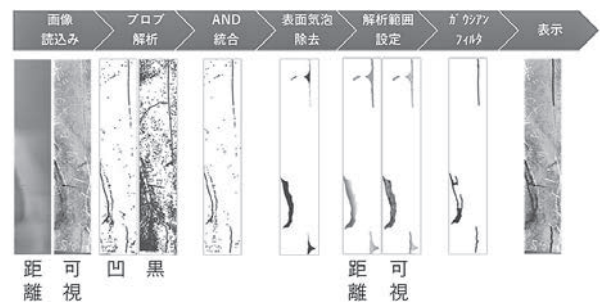 画像
読込み
ブロブ
解析
AND
統合
表面気泡
除去
解析範囲
設定
ガウシアン
フィルタ
表示
距離
可視
凹
黒
距離
可視